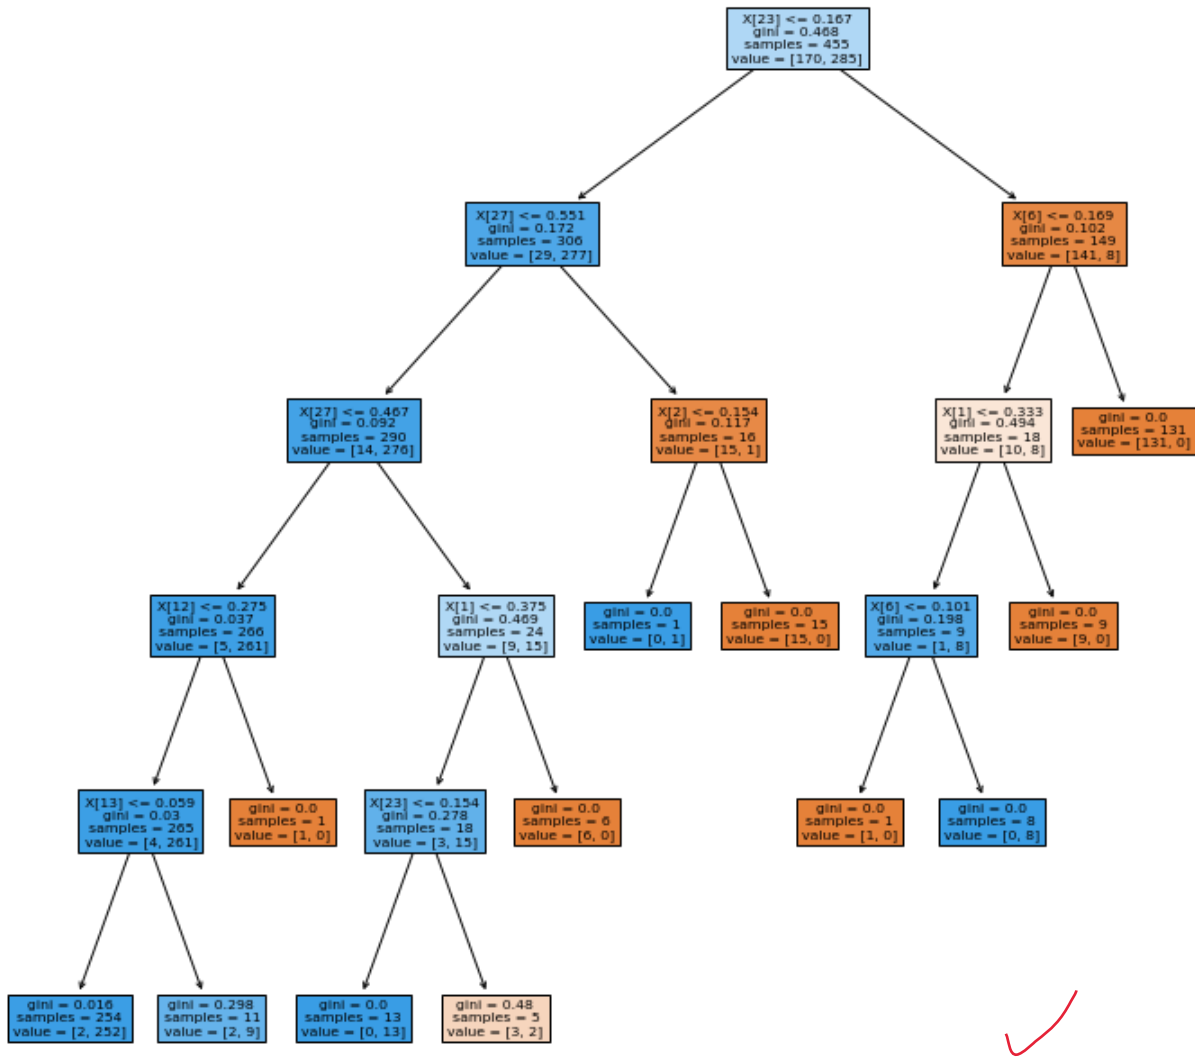 X[23] <= 0.167
gini = 0.468
samples = 455
value = [170, 285]
X[27] <= 0.551
gini = 0.172
samples = 306
value = [29, 277]
X[6] <= 0.169
gini = 0.102
samples = 149
value = [141, 8]
X[27] <= 0.467
gini = 0.092
samples = 290
value = [14, 276]
X[2] <= 0.154
gini = 0.117
samples = 16
value = [15, 1]
X[1] <= 0.333
gini = 0.494
samples = 18
value = [10, 8]
gini = 0.0
samples = 131
value = [131, 0]
X[12] <= 0.275
gini = 0.037
samples = 266
value = [5, 261]
X[1] <= 0.375
gini = 0.469
samples = 24
value = [9, 15]
gini = 0.0
samples = 1
value = [0, 1]
gini = 0.0
samples = 15
value = [15, 0]
X[6] <= 0.101
gini = 0.198
samples = 9
value = [1, 8]
gini = 0.0
samples = 9
value = [9, 0]
X[13] <= 0.059
gini = 0.03
samples = 265
value = [4, 261]
gini = 0.0
samples = 1
value = [1, 0]
X[23] <= 0.154
gini = 0.278
samples = 18
value = [3, 15]
gini = 0.0
samples = 6
value = [6, 0]
gini = 0.0
samples = 1
value = [1, 0]
gini = 0.0
samples = 8
value = [0, 8]
gini = 0.016
samples = 254
value = [2, 252]
gini = 0.298
samples = 11
value = [2, 9]
gini = 0.0
samples = 13
value = [0, 13]
gini = 0.48
samples = 5
value = [3, 2]